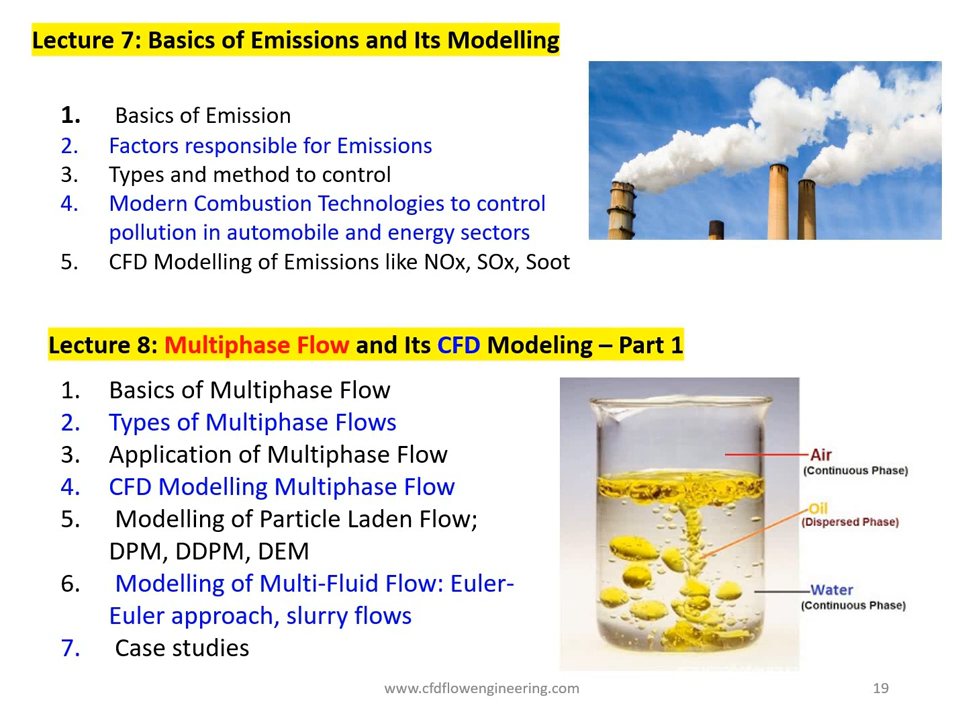 Lecture 7: Basics of Emissions and Its Modelling
1. Basics of Emission
2. Factors responsible for Emissions
3. Types and method to control
4. Modern Combustion Technologies to control
pollution in automobile and energy sectors
5. CFD Modelling of Emissions like NOx, SOx, Soot
Lecture 8: Multiphase Flow and Its CFD Modeling – Part 1
1. Basics of Multiphase Flow
2. Types of Multiphase Flows
3. Application of Multiphase Flow
4. CFD Modelling Multiphase Flow
5. Modelling of Particle Laden Flow;
DPM, DDPM, DEM
6. Modelling of Multi-Fluid Flow: Euler-
Euler approach, slurry flows
7. Case studies
Air
(Continuous Phase)
Oil
(Dispersed Phase)
Water
(Continuous Phase)
www.cfdflowengineering.com
19